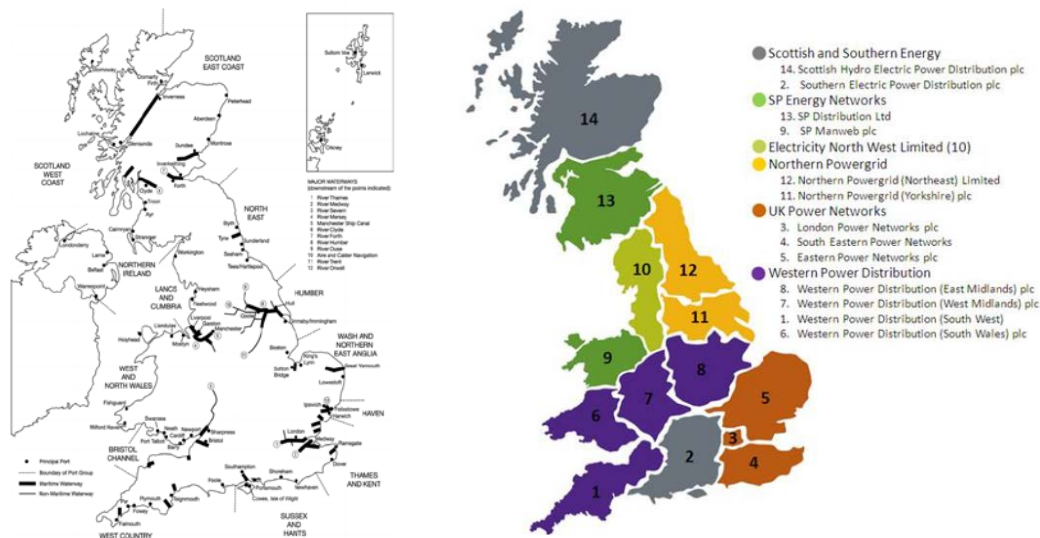 SCOTLAND
EAST COAST
Stornoway
Cromarty
Firth
Inverness
Peterhead
Aberdeen
Montrose
Dundee
Lochaline
Glensanda
Inverkeithing
Forth
SCOTLAND
WEST COAST
Clyde
Troon
Ayr
Cairnryan
Stranraer
Sullom Voe
Lerwick
Orkney
MAJOR WATERWAYS
(downstream of the points indicated)
1 River Thames
2 River Medway
3 River Severn
4 River Mersey
5 Manchester Ship Canal
6 River Clyde
7 River Forth
8 River Humber
9 River Ouse
10 Aire and Calder Navigation
11 River Trent
12 River Orwell
NORTH EAST
Blyth
Tyne
Sunderland
Seaham
Tees/Hartlepool
Londonderry
Larne
Belfast
Warrenpoint
NORTHERN
IRELAND
Workington
LANCS
AND
CUMBRIA
Heysham
Fleetwood
Liverpool
Garston
Manchester
HUMBER
Hull
Goole
Grimsby/Immingham
Llandulas
Holyhead
Mostyn
WASH AND
NORTHERN
EAST ANGLIA
Boston
King's
Lynn
Sutton
Bridge
Great Yarmouth
Lowestoft
WEST
AND
NORTH WALES
Fishguard
Milford Haven
Swansea
Neath
Port Talbot
Cardiff
Barry
Newport
Sharpness
Bristol
BRISTOL
CHANNEL
HAVEN
Ipswich
Felixstowe
Harwich
London
Medway
Ramsgate
Dover
THAMES
AND KENT
Southampton
Shoreham
Poole
Portsmouth
Newhaven
Cowes, Isle of Wight
SUSSEX
AND
HANTS
Plymouth
Teignmouth
Par
Fowey
Falmouth
WEST COUNTRY
Principal Port
Boundary of Port Group
Maritime Waterway
Non-Maritime Waterway
14
13
12
10
11
9
8
7
6
5
3
2
4
1
Scottish and Southern Energy
14. Scottish Hydro Electric Power Distribution plc
2. Southern Electric Power Distribution plc
SP Energy Networks
13. SP Distribution Ltd
9. SP Manweb plc
Electricity North West Limited (10)
Northern Powergrid
12. Northern Powergrid (Northeast) Limited
11. Northern Powergrid (Yorkshire) plc
UK Power Networks
3. London Power Networks plc
4. South Eastern Power Networks
5. Eastern Power Networks plc
Western Power Distribution
8. Western Power Distribution (East Midlands) plc
7. Western Power Distribution (West Midlands) plc
1. Western Power Distribution (South West)
6. Western Power Distribution (South Wales) plc